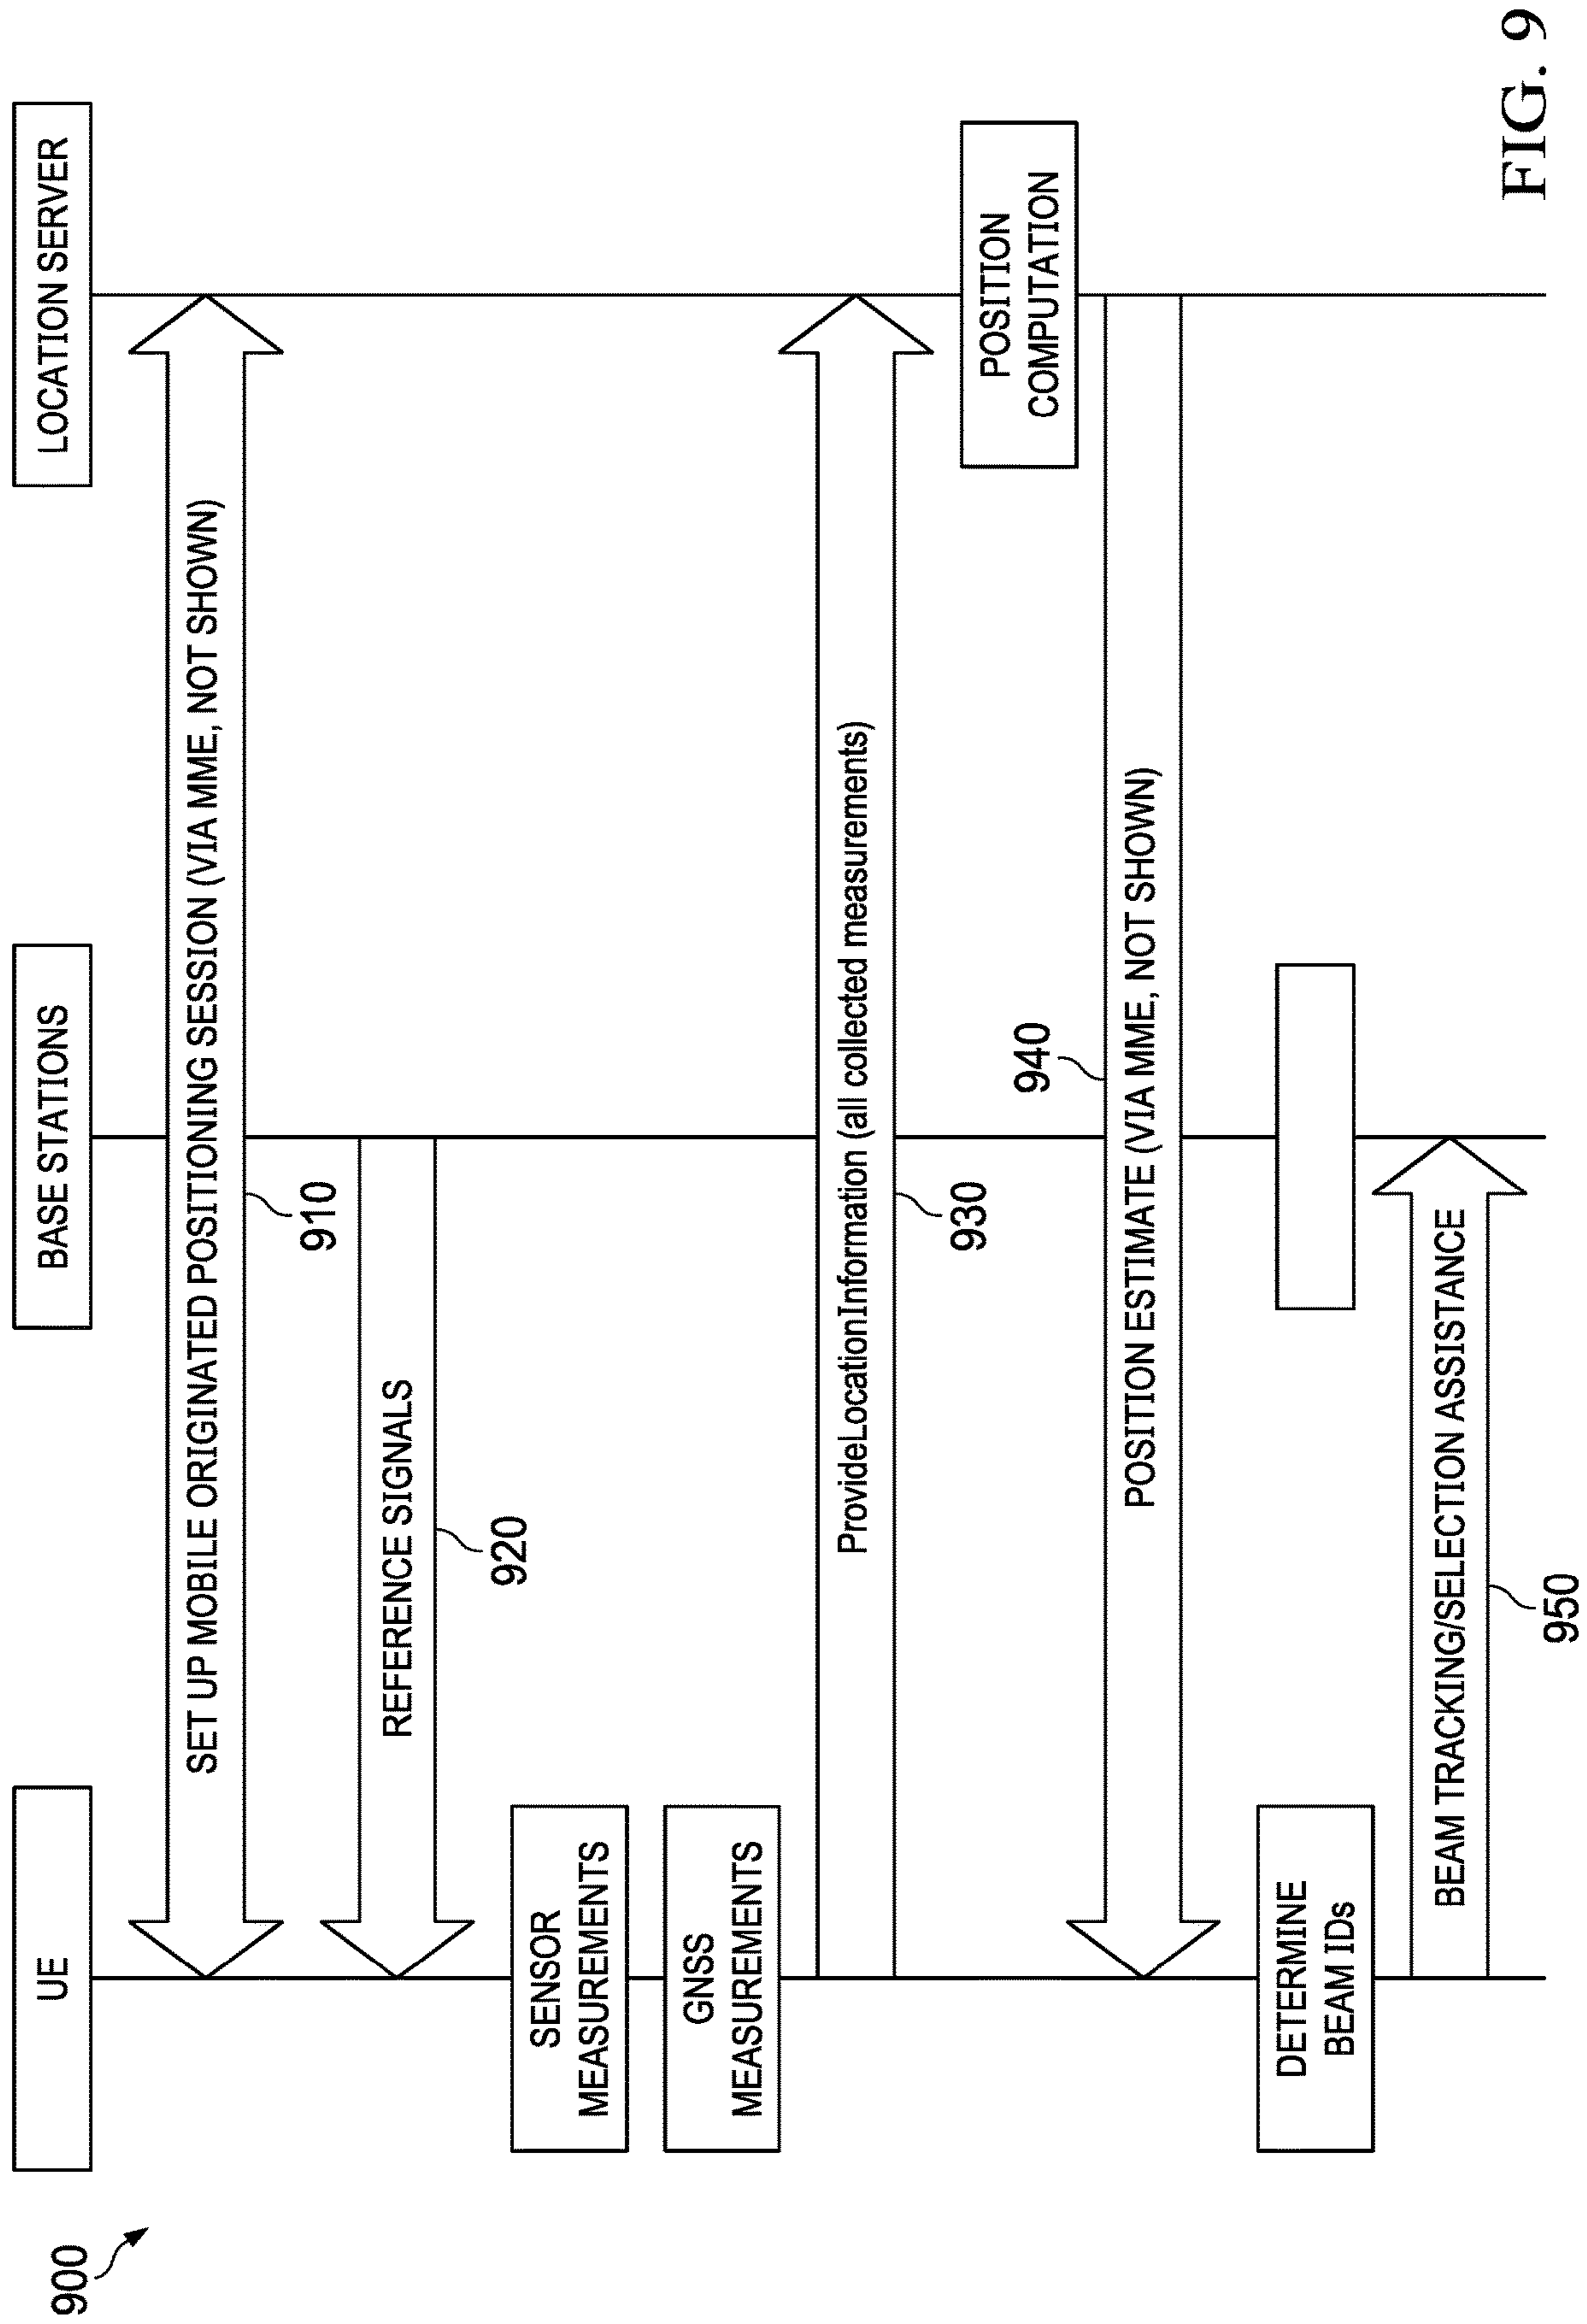 900
UE
BASE STATIONS
LOCATION SERVER
SET UP MOBILE ORIGINATED POSITIONING SESSION (VIA MME, NOT SHOWN)
910
REFERENCE SIGNALS
920
SENSOR
MEASUREMENTS
GNSS
MEASUREMENTS
ProvideLocationInformation (all collected measurements)
930
POSITION
COMPUTATION
940
POSITION ESTIMATE (VIA MME, NOT SHOWN)
DETERMINE
BEAM IDs
BEAM TRACKING/SELECTION ASSISTANCE
950
FIG. 9